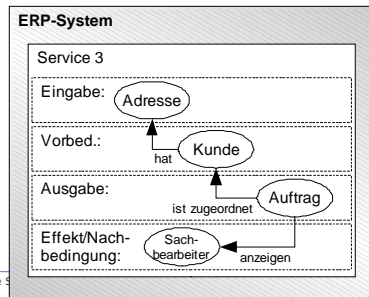 ERP-System
Service 3
Eingabe:
Adresse
Vorbed.:
Kunde
hat
Ausgabe:
Auftrag
ist zugeordnet
Effekt/Nach-
bedingung:
Sach-
bearbeiter
anzeigen